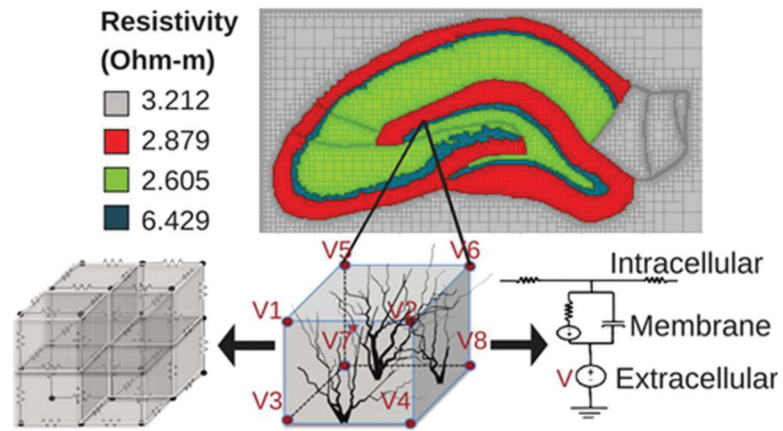 Resistivity
(Ohm-m)
3.212
2.879
2.605
6.429
V5
V6
V1
V2
V7
V8
V3
V4
Intracellular
Membrane
V
Extracellular